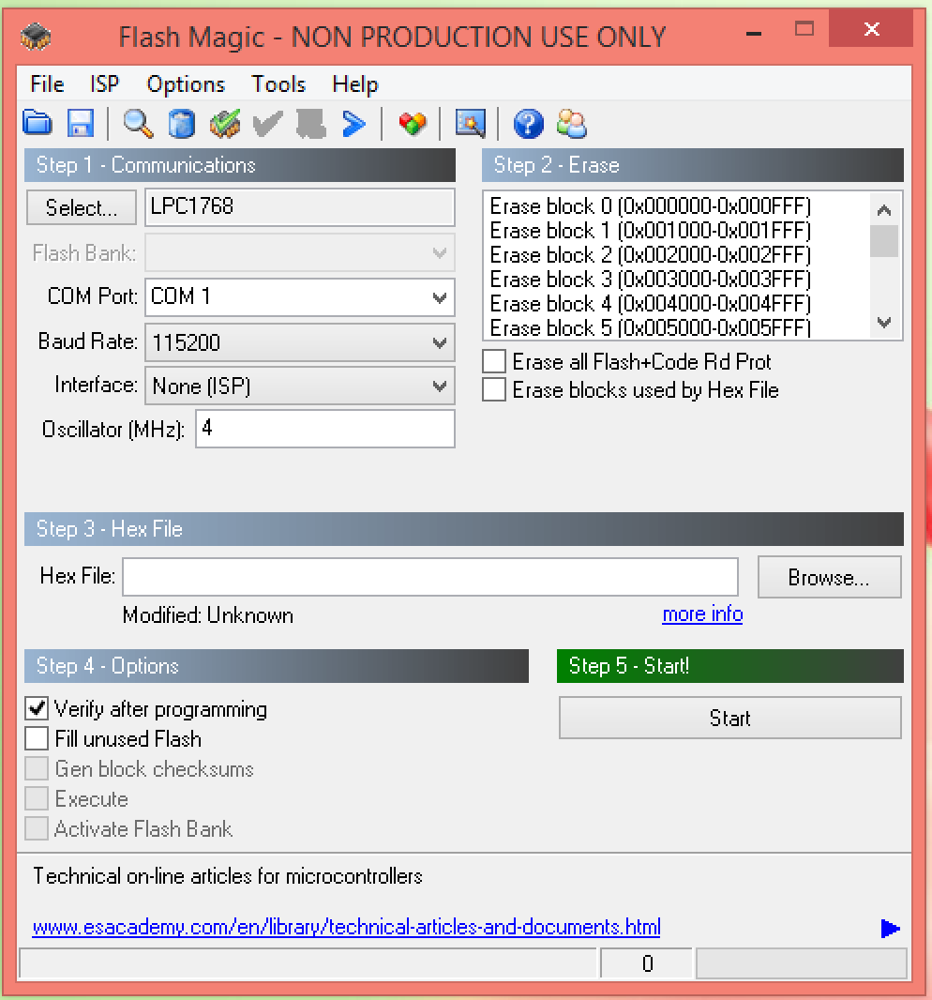 Flash Magic - NON PRODUCTION USE ONLY
File ISP Options Tools Help
Step 1 - Communications
Select... LPC1768
Flash Bank:
COM Port: COM 1
Baud Rate: 115200
Interface: None (ISP)
Oscillator (MHz): 4
Step 2 - Erase
Erase block 0 (0x000000-0x000FFF)
Erase block 1 (0x001000-0x001FFF)
Erase block 2 (0x002000-0x002FFF)
Erase block 3 (0x003000-0x003FFF)
Erase block 4 (0x004000-0x004FFF)
Erase block 5 (0x005000-0x005FFF)
Erase all Flash+Code Rd Prot
Erase blocks used by Hex File
Step 3 - Hex File
Hex File: Browse...
Modified: Unknown more info
Step 4 - Options
Verify after programming
Fill unused Flash
Gen block checksums
Execute
Activate Flash Bank
Step 5 - Start!
Start
Technical on-line articles for microcontrollers
www.esacademy.com/en/library/technical-articles-and-documents.html
0